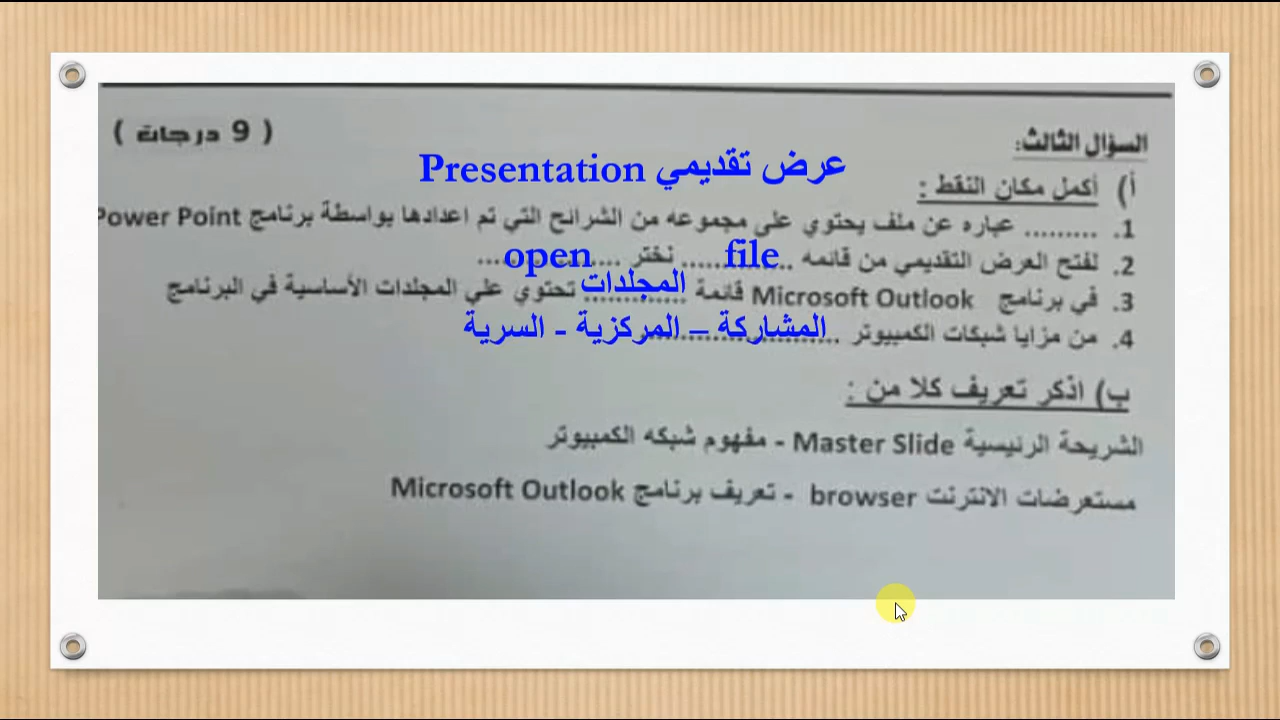 السؤال الثالث: ( 9 درجات )
أ) أكمل مكان النقط :
عرض تقديمي Presentation
1. ......... عباره عن ملف يحتوي على مجموعه من الشرائح التي تم اعدادها بواسطة برنامج Power Point
2. لفتح العرض التقديمي من قائمه file نختر open
3. في برنامج Microsoft Outlook قائمة المجلدات تحتوي علي المجلدات الأساسية في البرنامج
4. من مزايا شبكات الكمبيوتر المشاركة – المركزية - السرية
ب) اذكر تعريف كلا من :
الشريحة الرئيسية Master Slide - مفهوم شبكه الكمبيوتر
مستعرضات الانترنت browser - تعريف برنامج Microsoft Outlook